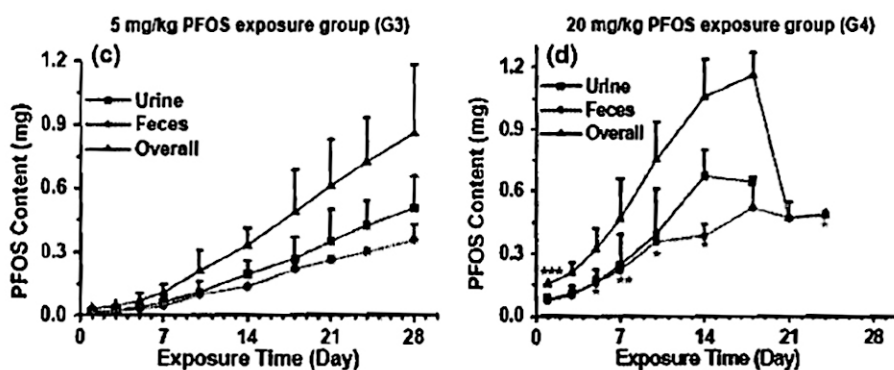 5 mg/kg PFOS exposure group (G3)
(c)
Urine
Feces
Overall
PFOS Content (mg)
1.2
0.9
0.6
0.3
0.0
0 7 14 21 28
Exposure Time (Day)
20 mg/kg PFOS exposure group (G4)
(d)
Urine
Feces
Overall
PFOS Content (mg)
1.2
0.9
0.6
0.3
0.0
***
*
**
*
*
*
0 7 14 21 28
Exposure Time (Day)